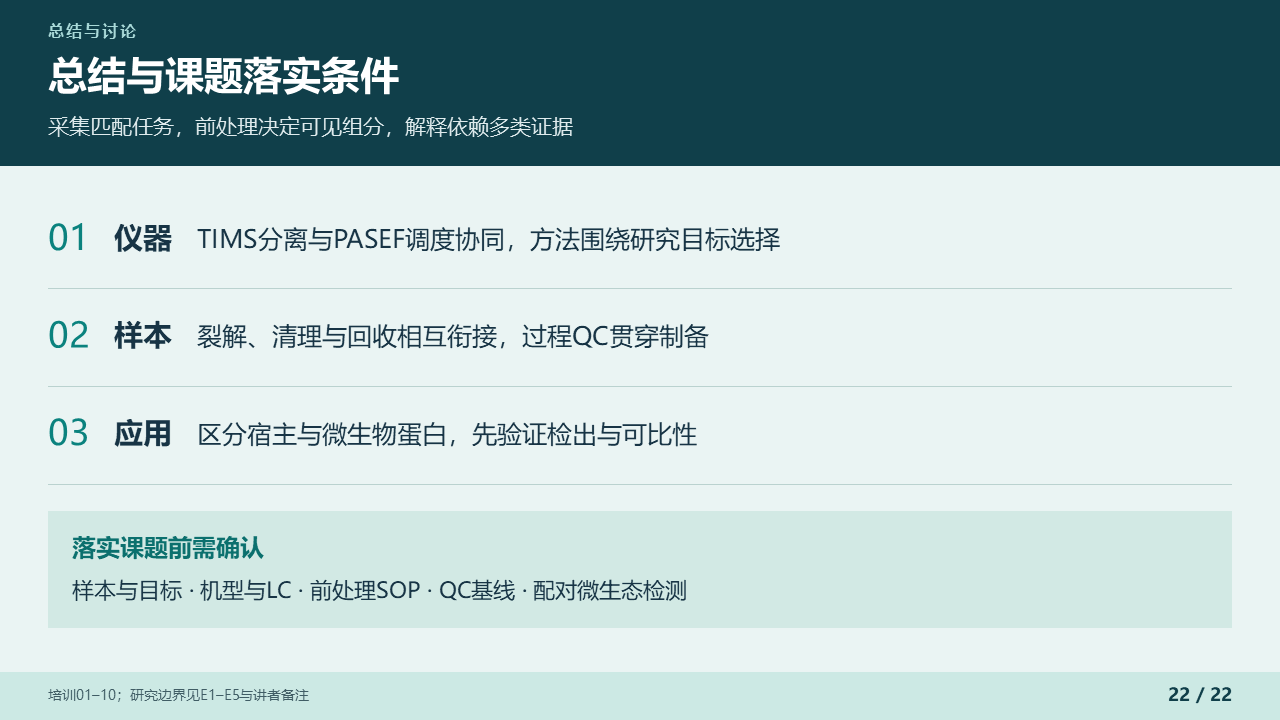 总结与讨论
总结与课题落实条件
采集匹配任务，前处理决定可见组分，解释依赖多类证据
01 仪器 TIMS分离与PASEF调度协同，方法围绕研究目标选择
02 样本 裂解、清理与回收相互衔接，过程QC贯穿制备
03 应用 区分宿主与微生物蛋白，先验证检出与可比性
落实课题前需确认
样本与目标 · 机型与LC · 前处理SOP · QC基线 · 配对微生态检测
培训01–10；研究边界见E1–E5与讲者备注
22 / 22